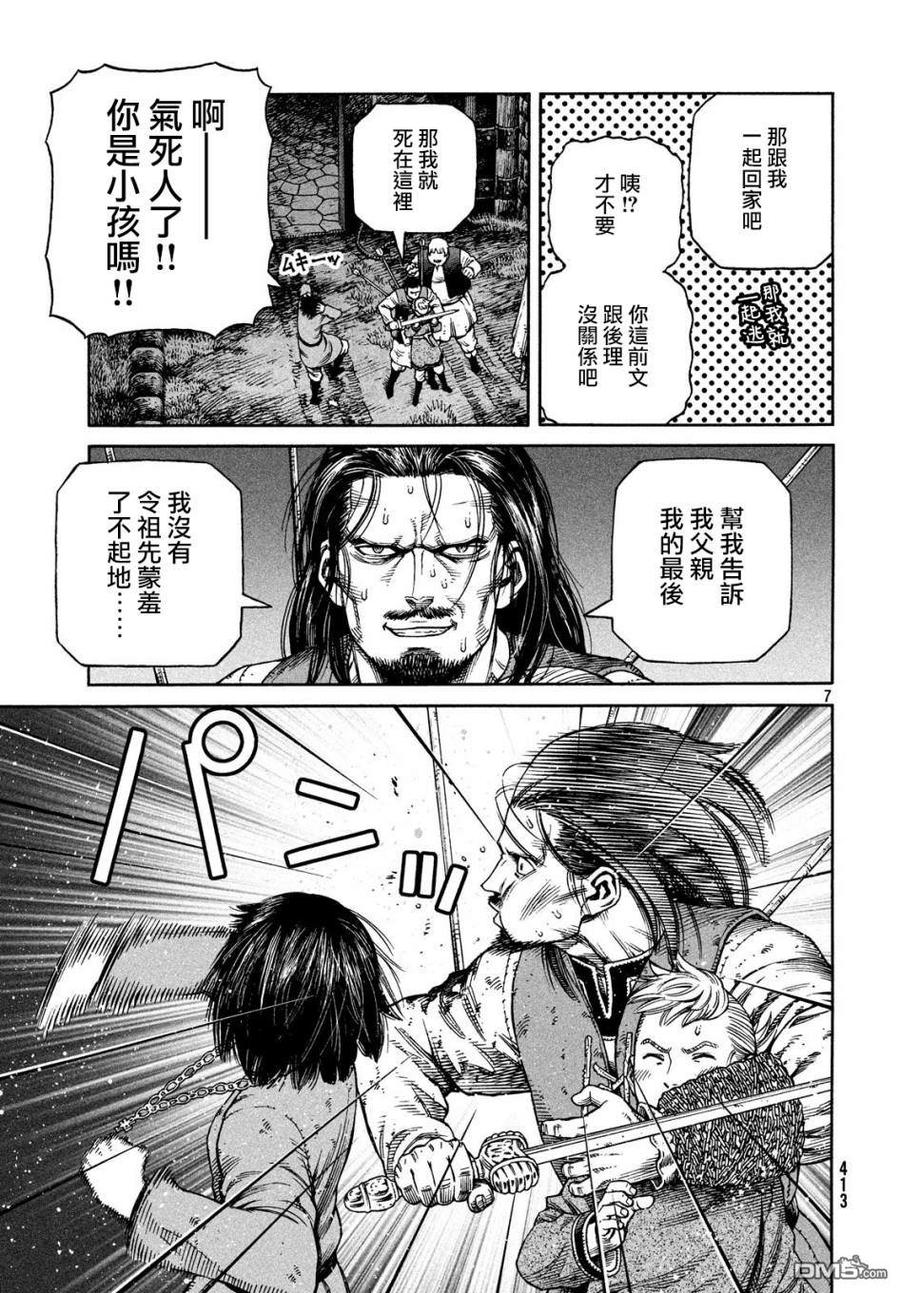 那跟我
一起回家吧
咦!?
才不要
那我就
一起逃
你這前文
跟後理
沒關係吧
那我就
死在這裡
ムキーッ
啊——
氣死人了!!
你是小孩嗎!!
幫我告訴
我父親
我的最後
我沒有
令祖先蒙羞
了不起地……
7
パンッ
413
DM5.com